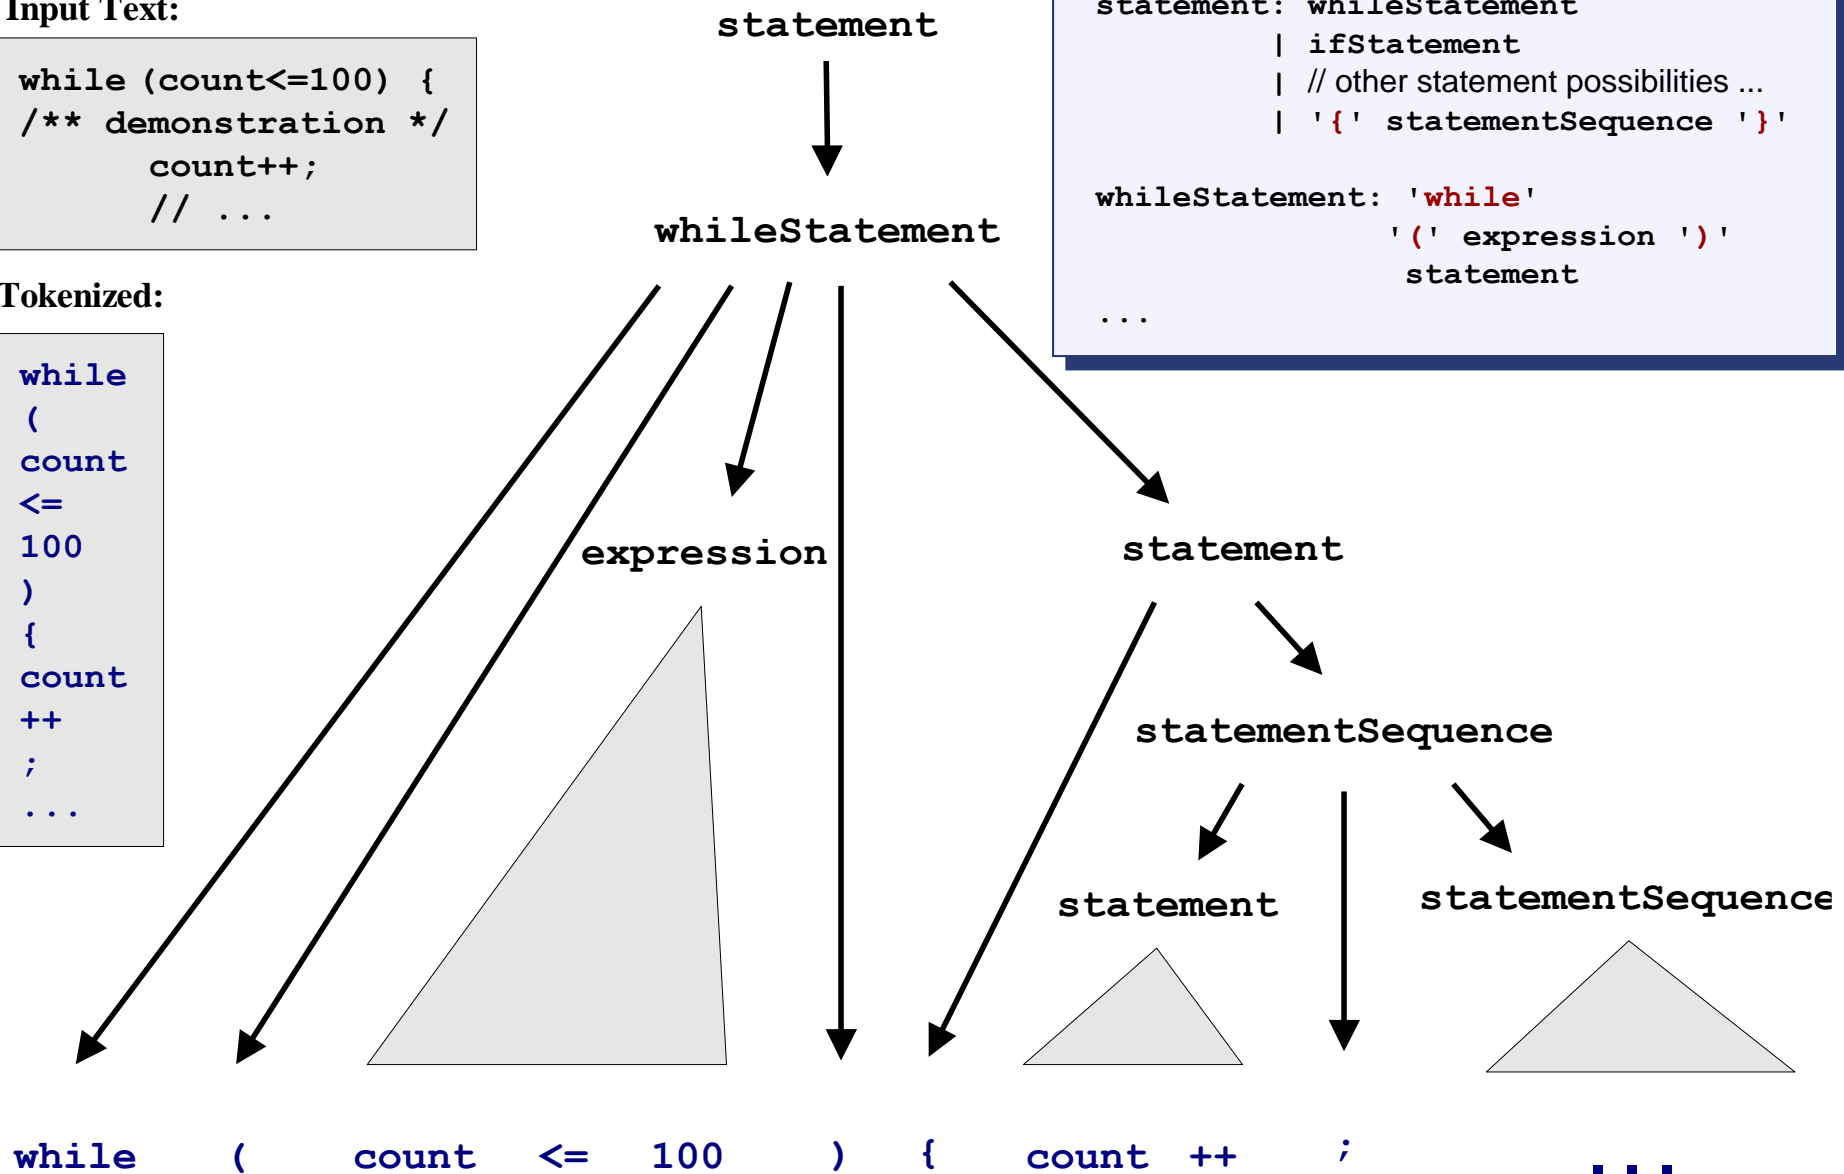 Input Text:
while (count<=100) {
/** demonstration */
count++;
// ...
Tokenized:
while
(
count
<=
100
)
{
count
++
;
...
statement
whileStatement
expression
statement
statementSequence
statement
statementSequence
statement: whileStatement
| ifStatement
| // other statement possibilities ...
| '{' statementSequence '}'
whileStatement: 'while'
'(' expression ')'
statement
...
while ( count <= 100 ) { count ++ ; ...